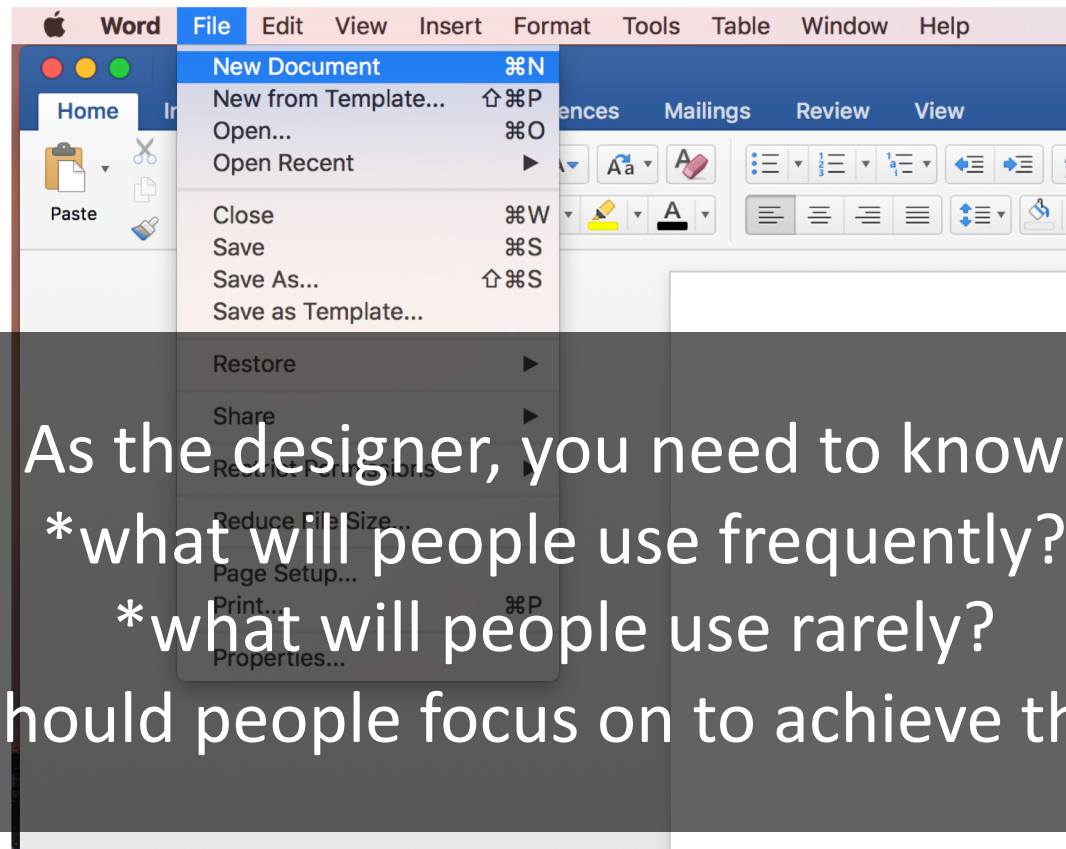 Word File Edit View Insert Format Tools Table Window Help
New Document ⌘N
New from Template... ⇧⌘P
Open... ⌘O
Open Recent ▶
Close ⌘W
Save ⌘S
Save As... ⇧⌘S
Save as Template...
Restore ▶
Share ▶
Restrict Permissions ▶
Reduce File Size...
Page Setup...
Print... ⌘P
Properties...
Home Mailings Review View
Paste
As the designer, you need to know
*what will people use frequently?
*what will people use rarely?
people focus on to achieve